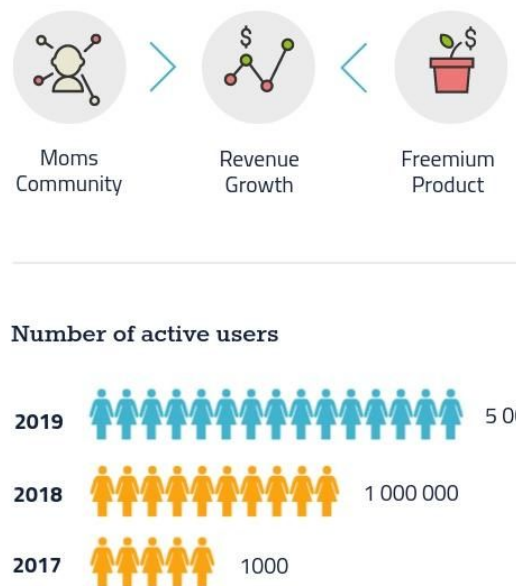 $
$
Moms
Community
Revenue
Growth
Freemium
Product
Number of active users
2019
2018
1 000 000
2017
1000